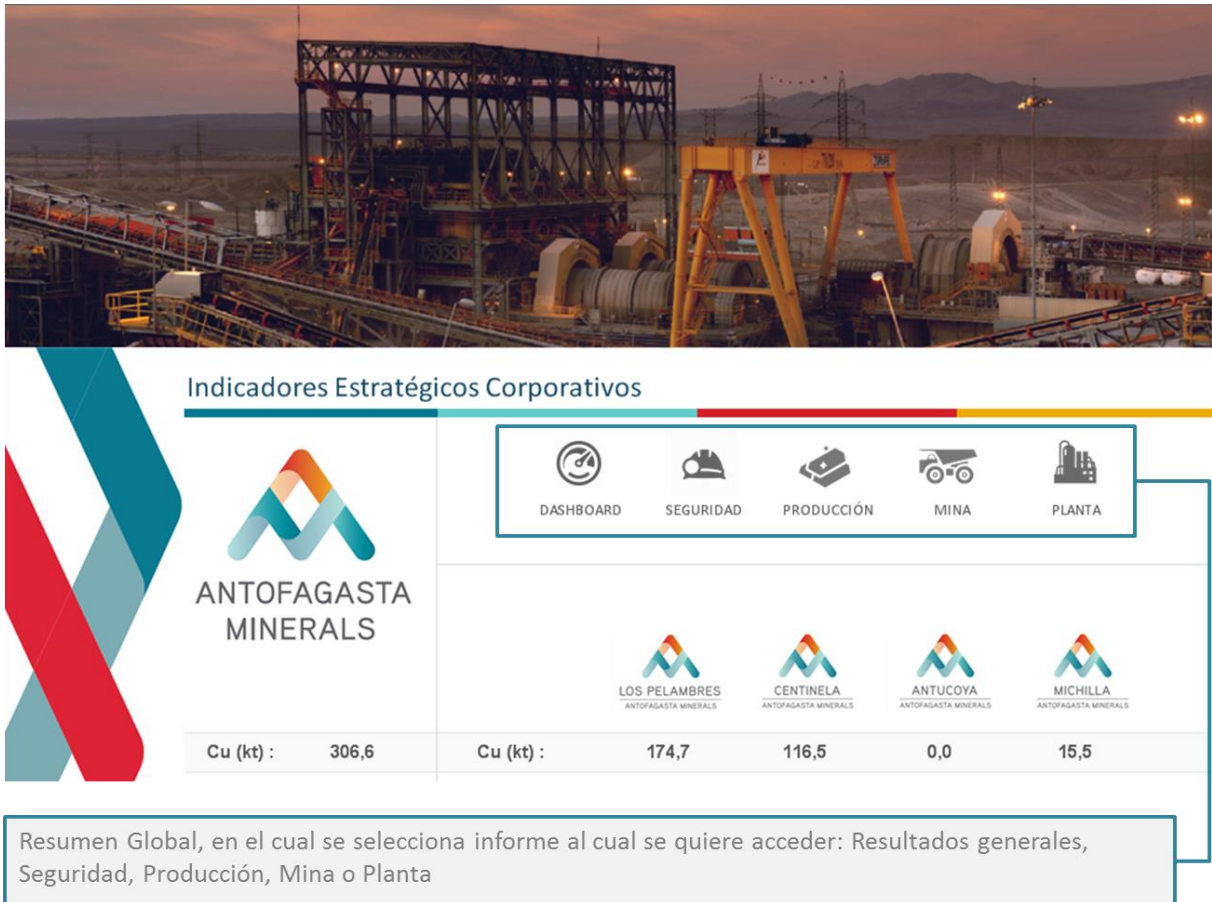 Indicadores Estratégicos Corporativos
DASHBOARD SEGURIDAD PRODUCCIÓN MINA PLANTA
ANTOFAGASTA
MINERALS
LOS PELAMBRES CENTINELA ANTUCOYA MICHILLA
ANTOFAGASTA MINERALS ANTOFAGASTA MINERALS ANTOFAGASTA MINERALS ANTOFAGASTA MINERALS
Cu (kt) : 306,6 Cu (kt) : 174,7 116,5 0,0 15,5
Resumen Global, en el cual se selecciona informe al cual se quiere acceder: Resultados generales,
Seguridad, Producción, Mina o Planta